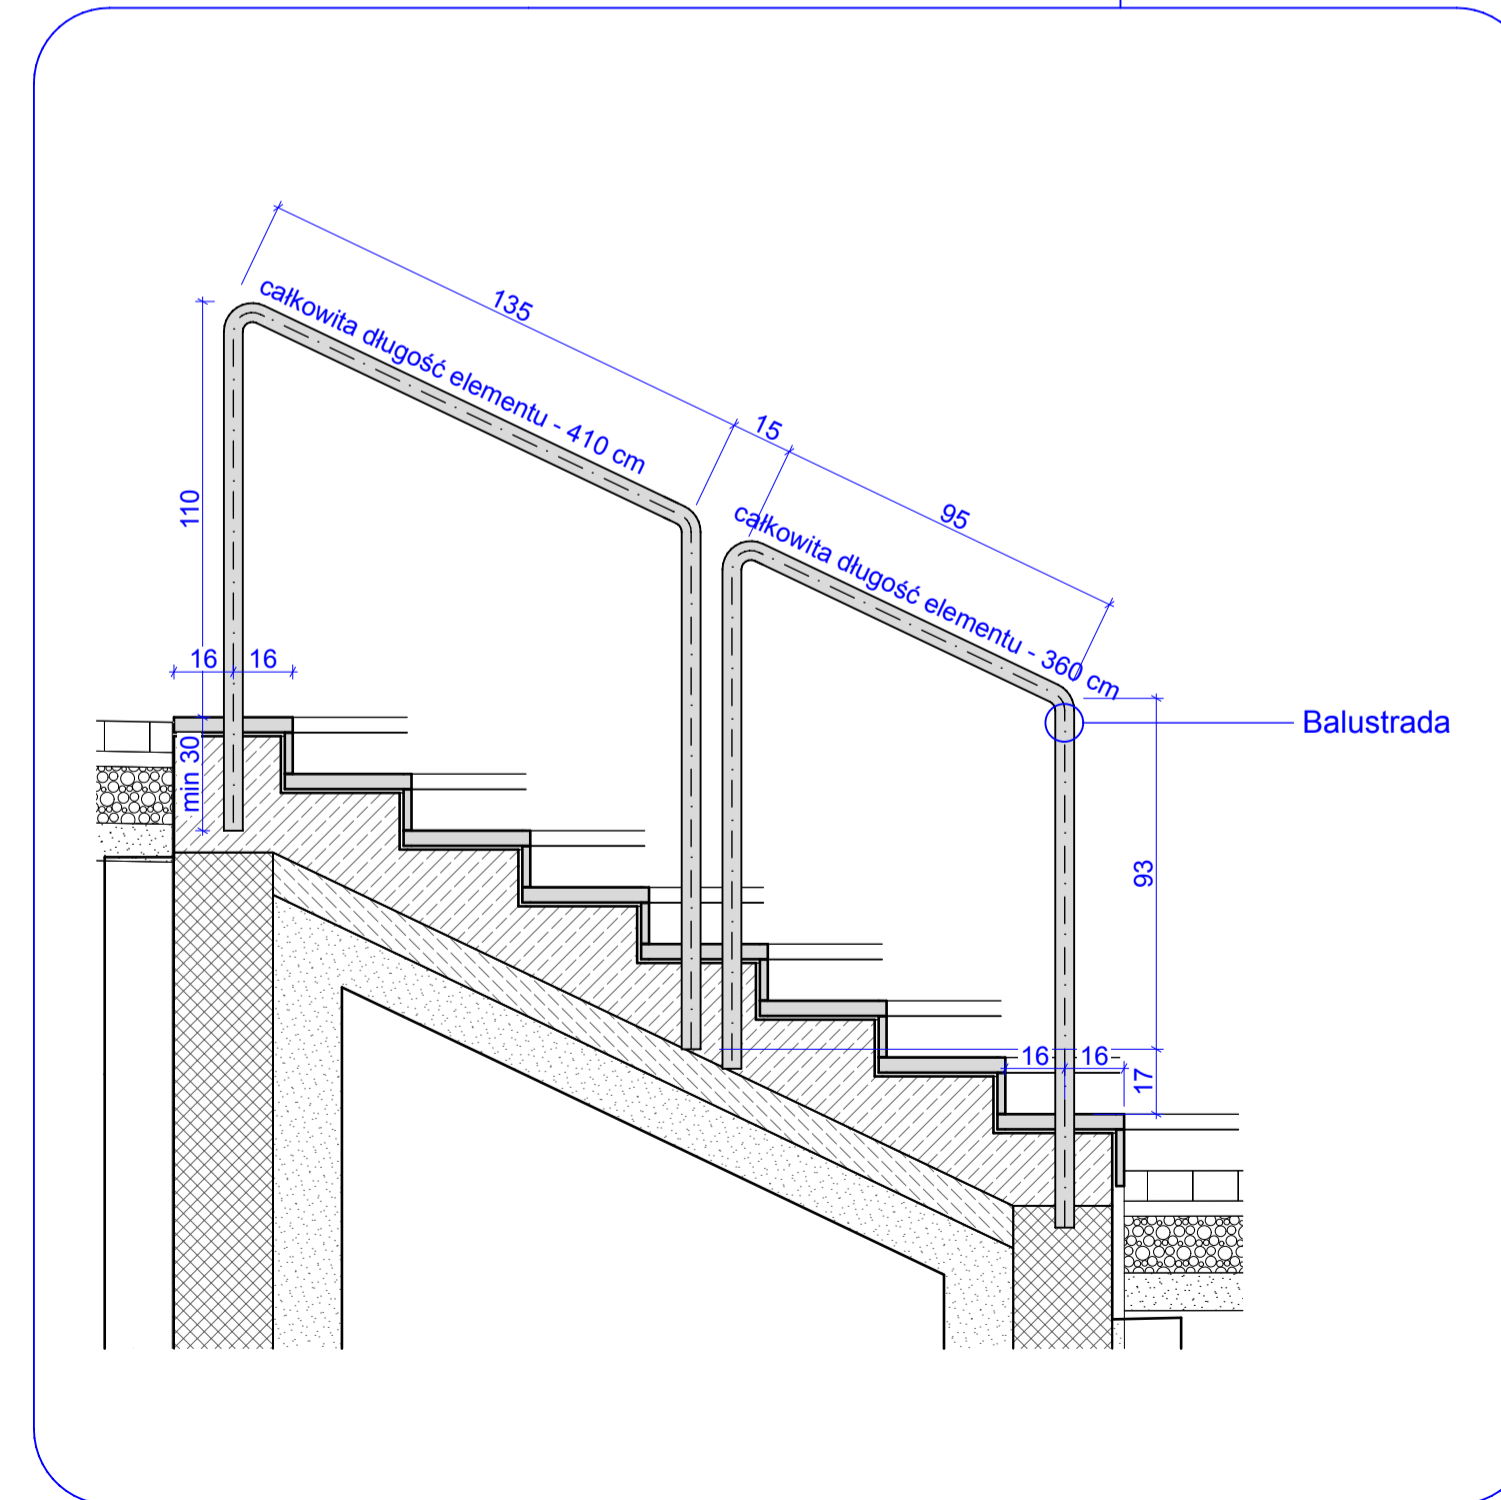 135
całkowita długość elementu - 410 cm
15
110
95
całkowita długość elementu - 360 cm
16 16
Balustrada
min 30
93
16 16
17